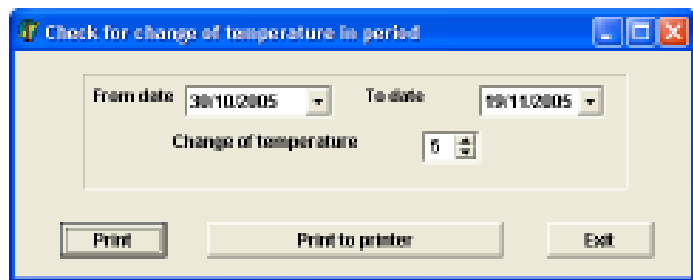 Check for change of temperature in period
From date 30/10/2005 To date 19/11/2005
Change of temperature 5
Print Print to printer Exit